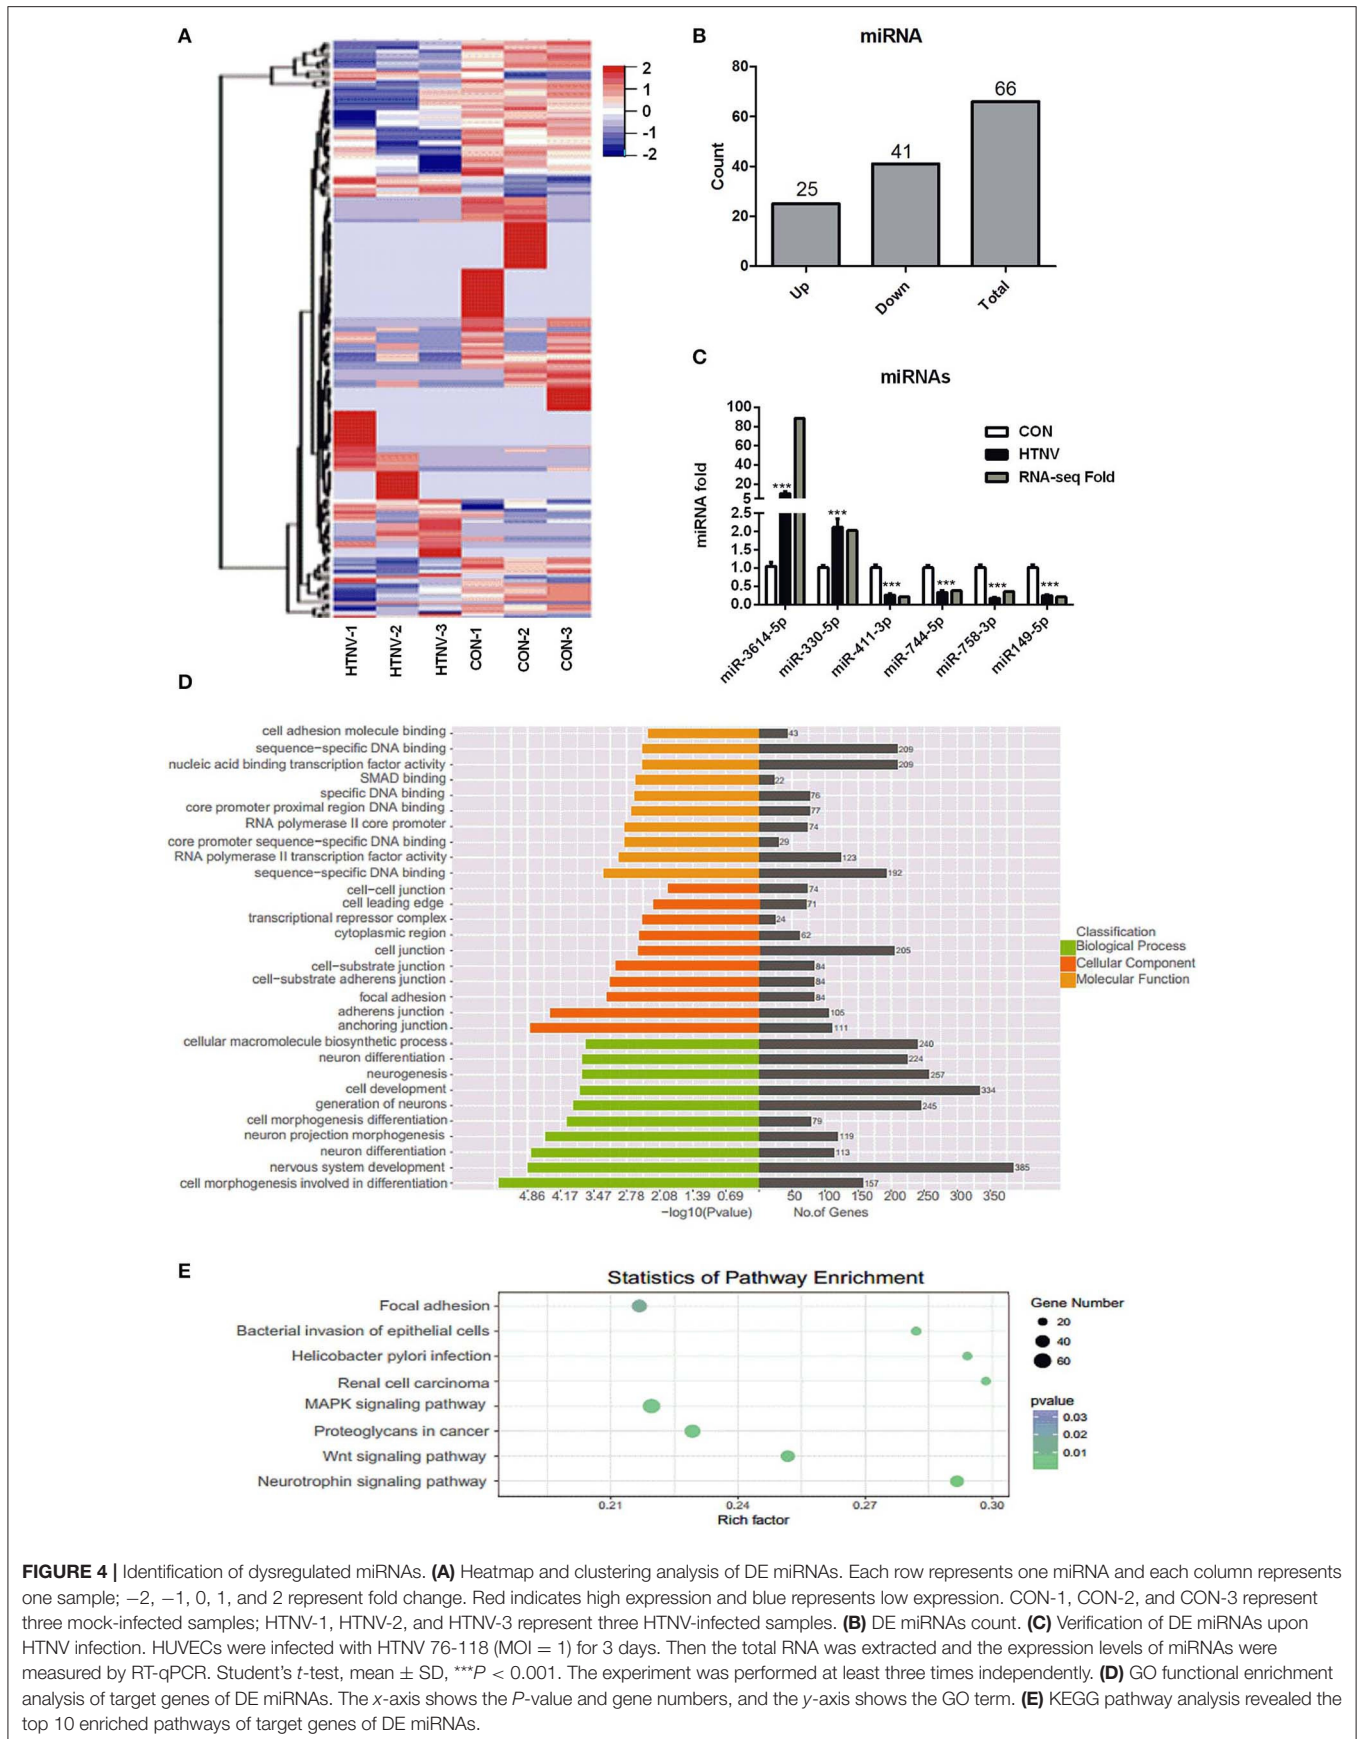 A
2
1
0
-1
-2
HTNV-1
HTNV-2
HTNV-3
CON-1
CON-2
CON-3
B
miRNA
80
60
40
20
0
Count
25
41
66
Up
Down
Total
C
miRNAs
100
80
60
40
20
5
2.5
2.0
1.5
1.0
0.5
0.0
miRNA fold
***
***
***
***
***
***
CON
HTNV
RNA-seq Fold
miR-3614-5p
miR-330-5p
miR-411-3p
miR-744-5p
miR-758-3p
miR149-5p
D
cell adhesion molecule binding 43
sequence-specific DNA binding 209
nucleic acid binding transcription factor activity 209
SMAD binding 22
specific DNA binding 76
core promoter proximal region DNA binding 77
RNA polymerase II core promoter 74
core promoter sequence-specific DNA binding 29
RNA polymerase II transcription factor activity 123
sequence-specific DNA binding 192
cell-cell junction 74
cell leading edge 71
transcriptional repressor complex 24
cytoplasmic region 62
cell junction 205
cell-substrate junction 84
cell-substrate adherens junction 84
focal adhesion 84
adherens junction 105
anchoring junction 111
cellular macromolecule biosynthetic process 240
neuron differentiation 224
neurogenesis 257
cell development 334
generation of neurons 245
cell morphogenesis differentiation 79
neuron projection morphogenesis 119
neuron differentiation 113
nervous system development 385
cell morphogenesis involved in differentiation 157
4.86 4.17 3.47 2.78 2.08 1.39 0.69 50 100 150 200 250 300 350
-log10(Pvalue) No.of Genes
Classification
Biological Process
Cellular Component
Molecular Function
E
Statistics of Pathway Enrichment
Focal adhesion
Bacterial invasion of epithelial cells
Helicobacter pylori infection
Renal cell carcinoma
MAPK signaling pathway
Proteoglycans in cancer
Wnt signaling pathway
Neurotrophin signaling pathway
0.21 0.24 0.27 0.30
Rich factor
Gene Number
20
40
60
pvalue
0.03
0.02
0.01
FIGURE 4 | Identification of dysregulated miRNAs. (A) Heatmap and clustering analysis of DE miRNAs. Each row represents one miRNA and each column represents
one sample; −2, −1, 0, 1, and 2 represent fold change. Red indicates high expression and blue represents low expression. CON-1, CON-2, and CON-3 represent
three mock-infected samples; HTNV-1, HTNV-2, and HTNV-3 represent three HTNV-infected samples. (B) DE miRNAs count. (C) Verification of DE miRNAs upon
HTNV infection. HUVECs were infected with HTNV 76-118 (MOI = 1) for 3 days. Then the total RNA was extracted and the expression levels of miRNAs were
measured by RT-qPCR. Student's t-test, mean ± SD, ***P < 0.001. The experiment was performed at least three times independently. (D) GO functional enrichment
analysis of target genes of DE miRNAs. The x-axis shows the P-value and gene numbers, and the y-axis shows the GO term. (E) KEGG pathway analysis revealed the
top 10 enriched pathways of target genes of DE miRNAs.